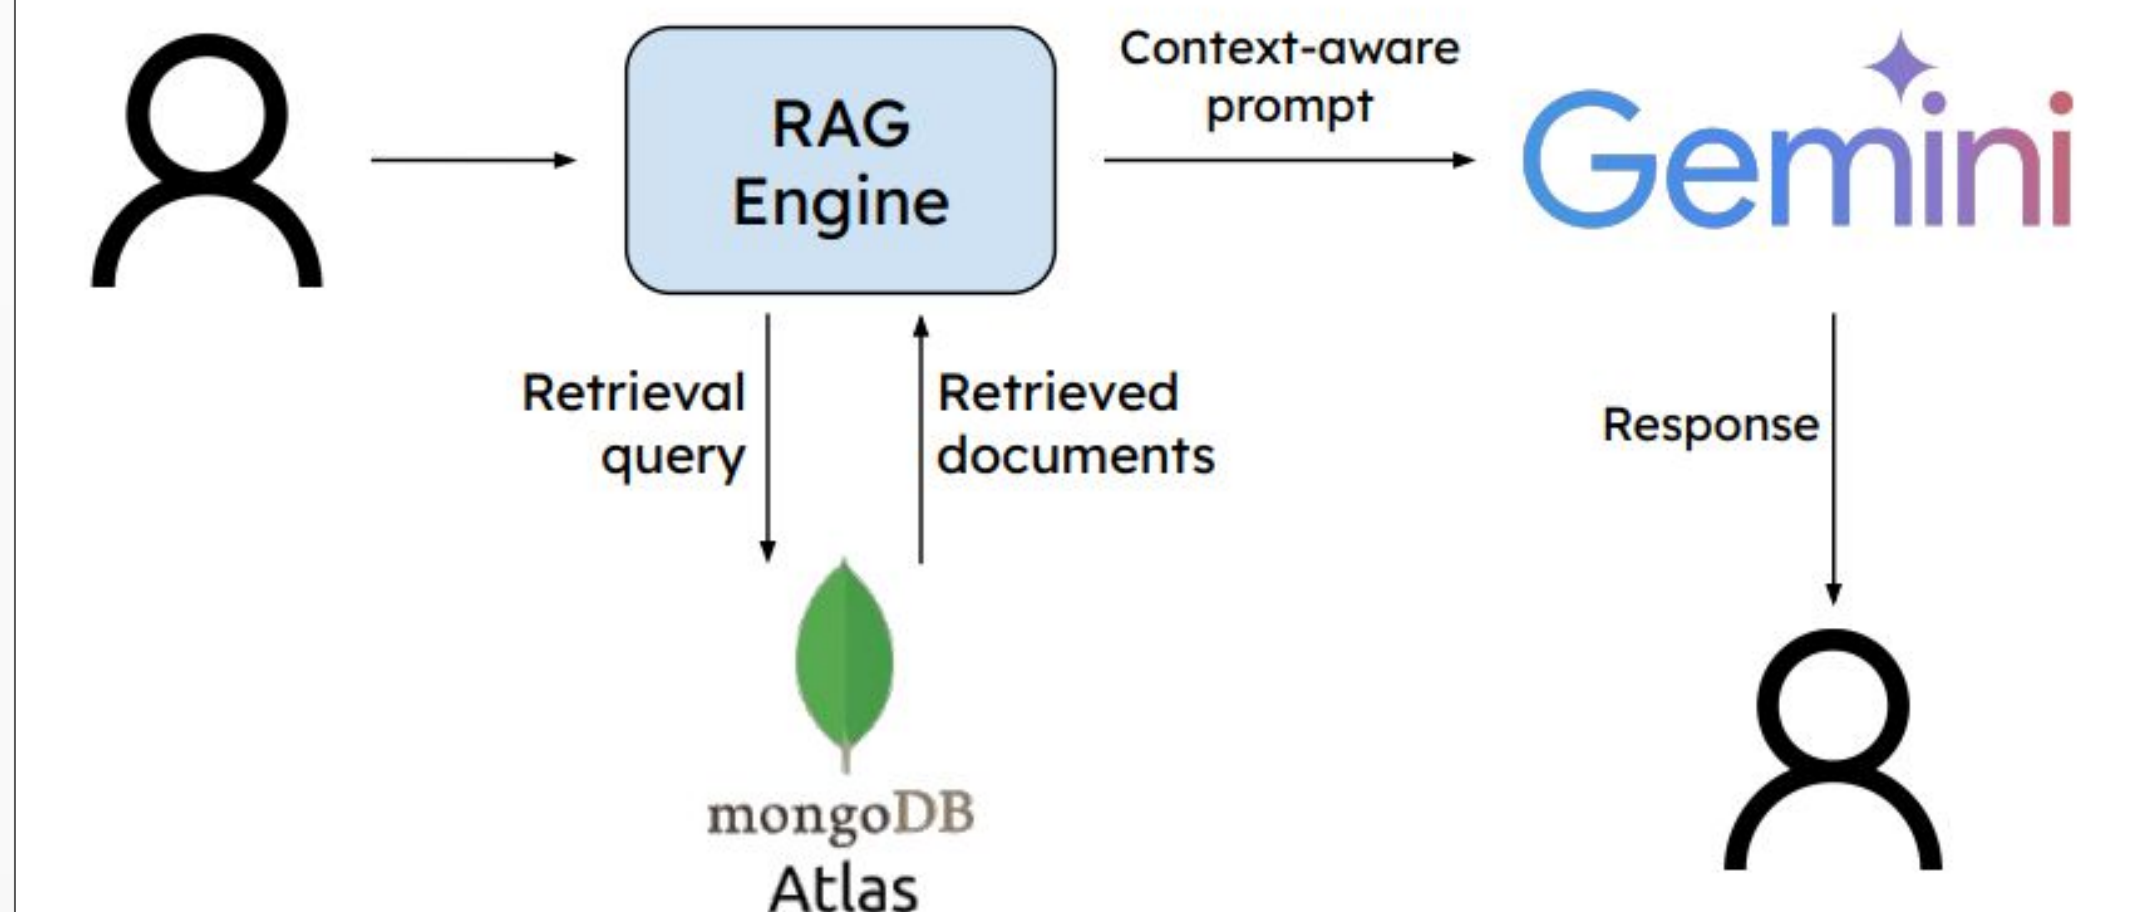 RAG
Engine
Context-aware
prompt
Gemini
Retrieval
query
Retrieved
documents
Response
mongoDB
Atlas